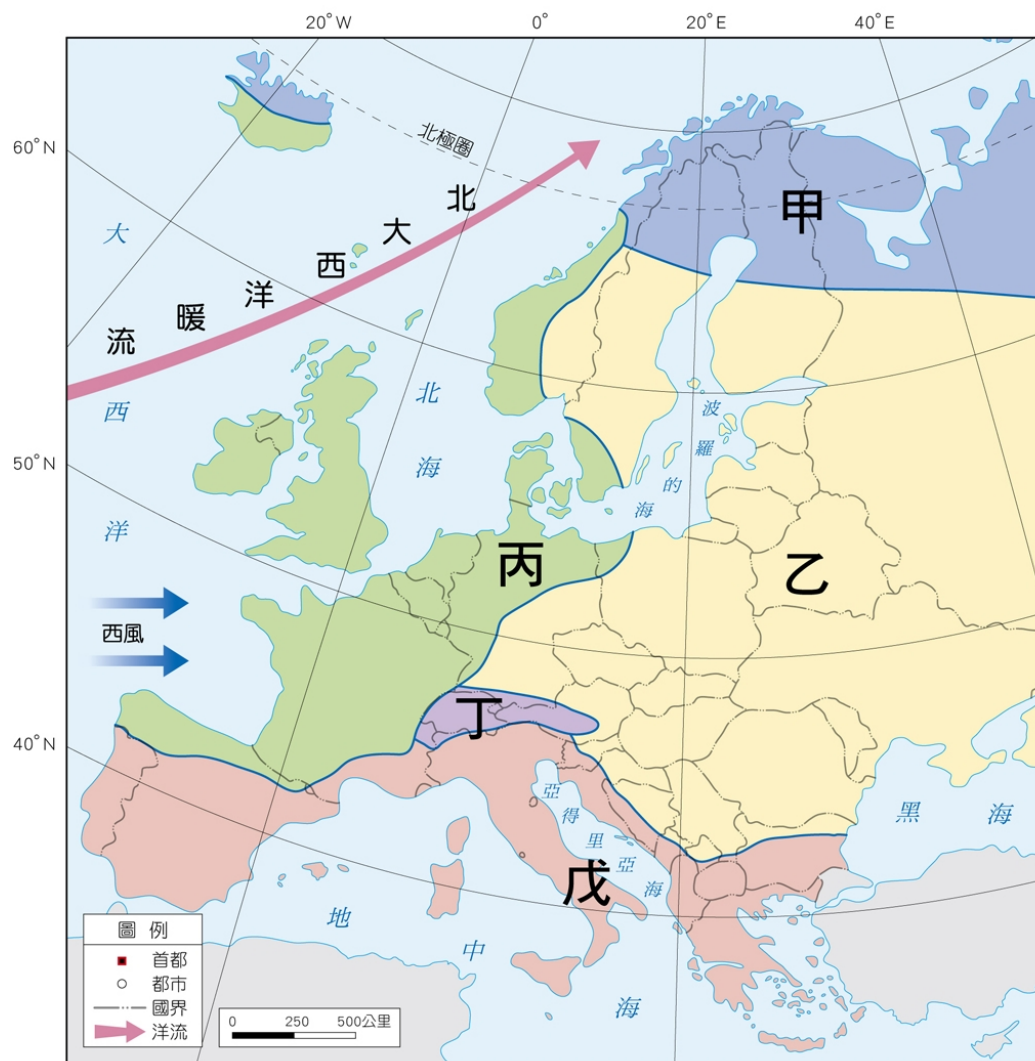 20°W 0° 20°E 40°E
60°N
50°N
40°N
北極圈
北大西洋暖流
大西洋
北海
波羅的海
西風
甲
乙
丙
丁
戊
亞得里亞海
黑海
地中海
圖例
首都
都市
國界
洋流
0 250 500公里